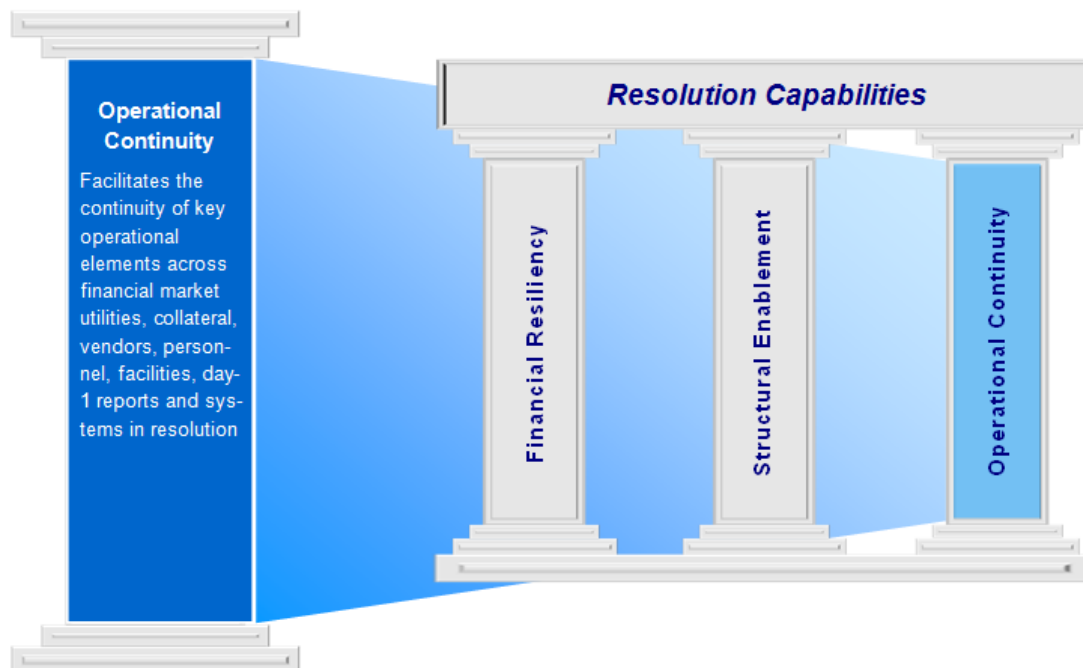 Operational
Continuity
Facilitates the
continuity of key
operational
elements across
financial market
utilities, collateral,
vendors, person-
nel, facilities, day-
1 reports and sys-
tems in resolution
Resolution Capabilities
Financial Resiliency
Structural Enablement
Operational Continuity